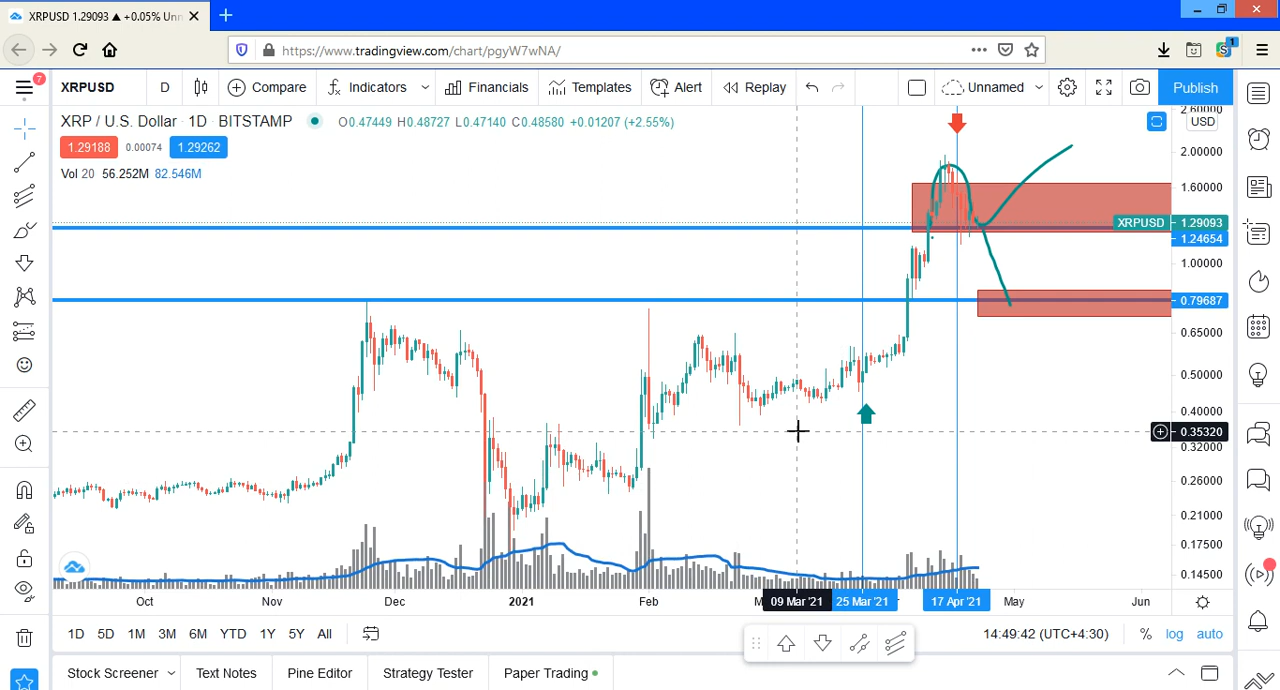 XRPUSD 1.29093 ▲ +0.05% Unn
https://www.tradingview.com/chart/pgyW7wNA/
1
7
XRPUSD D Compare Indicators Financials Templates Alert Replay Unnamed Publish
XRP / U.S. Dollar 1D BITSTAMP O0.47449 H0.48727 L0.47140 C0.48580 +0.01207 (+2.55%)
1.29188 0.00074 1.29262
Vol 20 56.252M 82.546M
2.60000
USD
2.00000
1.60000
XRPUSD 1.29093
1.24654
1.00000
0.79687
0.65000
0.50000
0.40000
0.35320
0.32000
0.26000
0.21000
0.17500
0.14500
Oct Nov Dec 2021 Feb M 09 Mar '21 25 Mar '21 17 Apr '21 May Jun
1D 5D 1M 3M 6M YTD 1Y 5Y All 14:49:42 (UTC+4:30) % log auto
Stock Screener Text Notes Pine Editor Strategy Tester Paper Trading